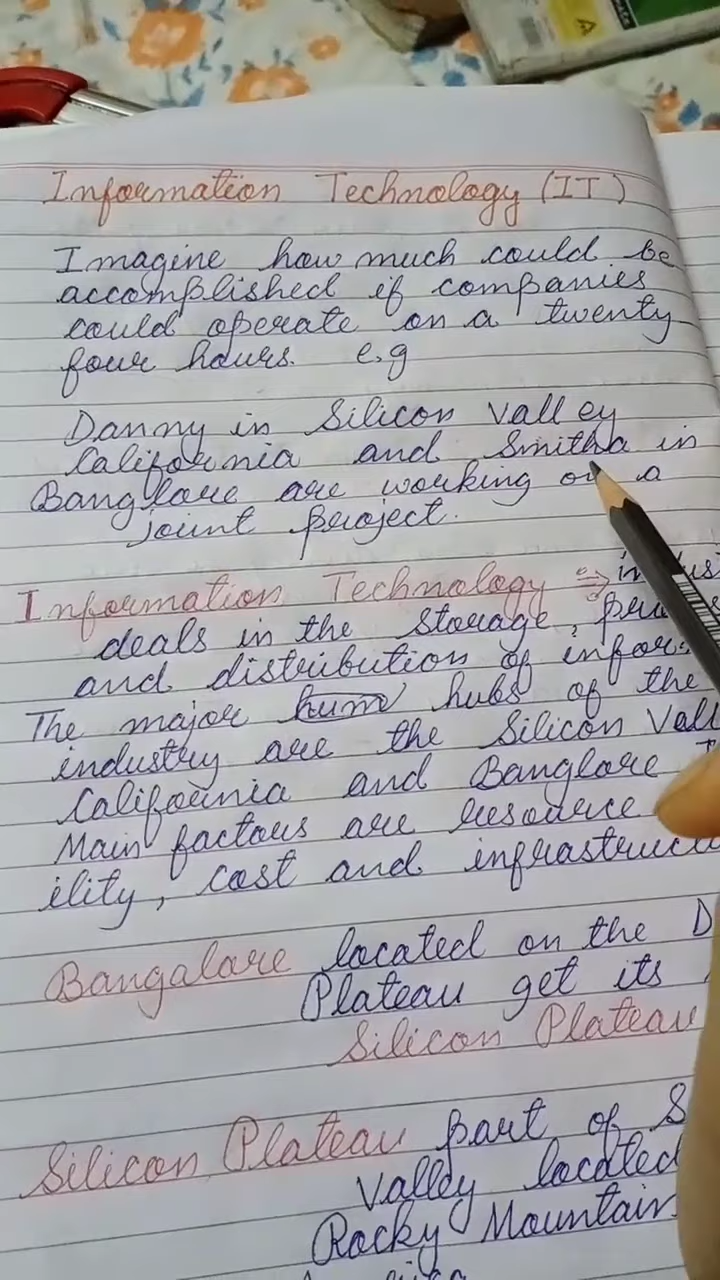 Information Technology (IT)
Imagine how much could be
accomplished if companies
could operate on a twenty
four hours. e.g
Danny in Silicon valley
California and Smitha in
Banglore are working on a
joint project.
Information Technology ⇒
deals in the storage,
and distribution of
The major hubs of the
industry are the Silicon
California and Banglore
Main factors are resource
ility, cost and
Bangalore located on the
Plateau get its
Silicon Plateau
Silicon Plateau part of
Valley located
Rocky Mountain